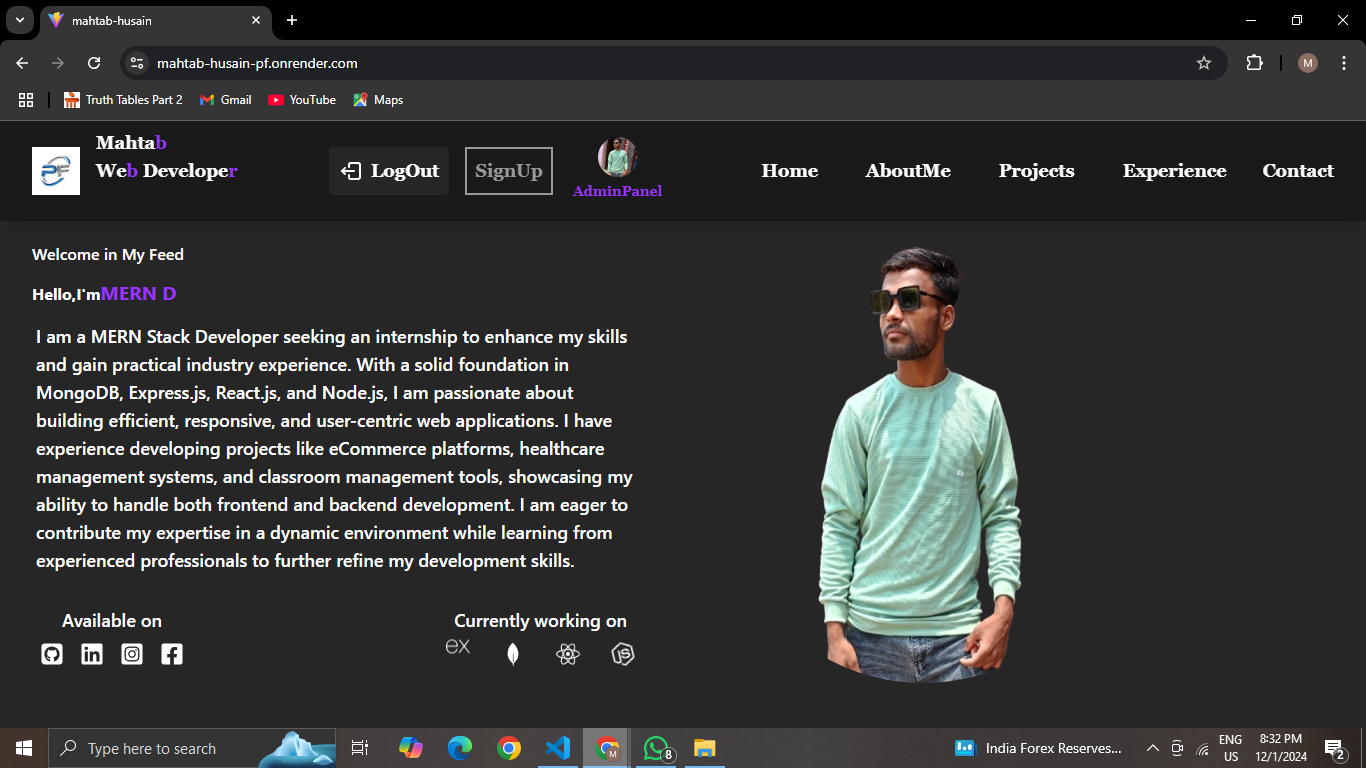 mahtab-husain
mahtab-husain-pf.onrender.com
M
Truth Tables Part 2
Gmail
YouTube
Maps
PF
Mahtab
Web Developer
LogOut
SignUp
AdminPanel
Home
AboutMe
Projects
Experience
Contact
Welcome in My Feed
Hello,I'mMERN D
I am a MERN Stack Developer seeking an internship to enhance my skills
and gain practical industry experience. With a solid foundation in
MongoDB, Express.js, React.js, and Node.js, I am passionate about
building efficient, responsive, and user-centric web applications. I have
experience developing projects like eCommerce platforms, healthcare
management systems, and classroom management tools, showcasing my
ability to handle both frontend and backend development. I am eager to
contribute my expertise in a dynamic environment while learning from
experienced professionals to further refine my development skills.
Available on
Currently working on
in
ex
JS
Type here to search
M
8
India Forex Reserves...
ENG
US
8:32 PM
12/1/2024
2